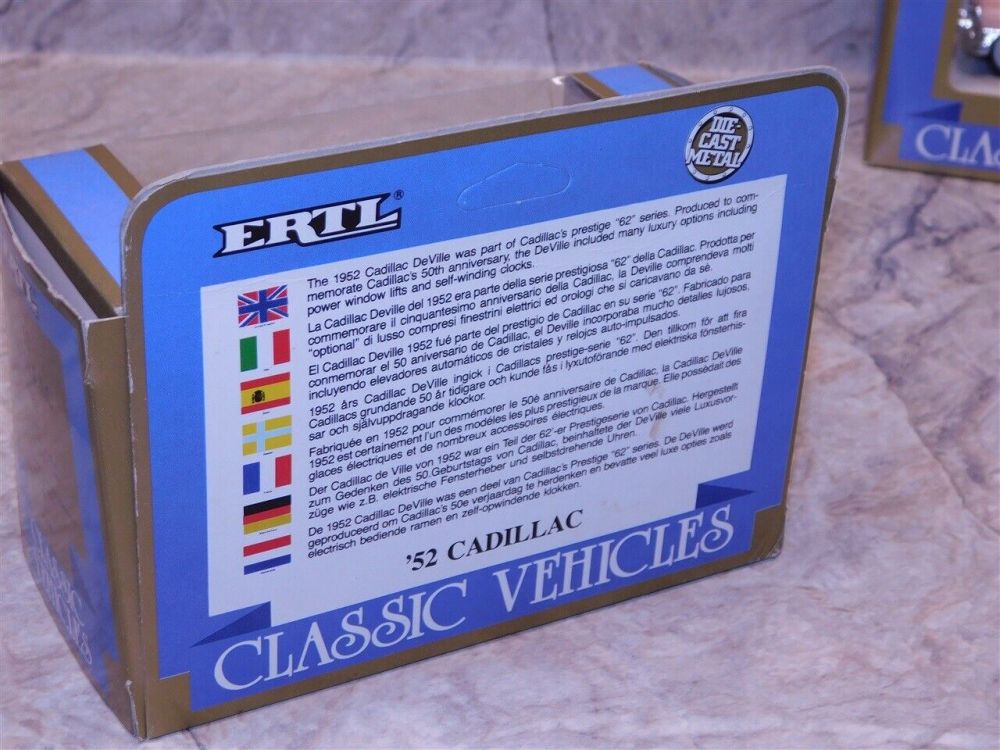 ERTL®
DIE-
CAST
METAL
The 1952 Cadillac DeVille was part of Cadillac's prestige "62" series. Produced to com-
memorate Cadillac's 50th anniversary, the DeVille included many luxury options including
power window lifts and self-winding clocks.
La Cadillac Deville del 1952 era parte della serie prestigiosa "62" della Cadillac. Prodotta per
commemorare il cinquantesimo anniversario della Cadillac, la Deville comprendeva molti
"optional" di lusso compresi finestrini elettrici ed orologi che si caricavano da sè.
El Cadillac Deville 1952 fué parte del prestigio de Cadillac en su serie "62". Fabricado para
conmemorar el 50 aniversario de Cadillac, el Deville incorporaba mucho detalles lujosos,
incluyendo elevadores automáticos de cristales y relojcs auto-impulsados.
1952 års Cadillac DeVille ingick i Cadillacs prestige-serie "62". Den tillkom för att fira
Cadillacs grundande 50 år tidigare och kunde fås i lyxutoförande med elektriska fönsterhis-
sar och självuppdragande klockor.
Fabriquée en 1952 pour commémorer le 50è anniversaire de Cadillac, la Cadillac DeVille
1952 est certainement l'un des modéles les plus prestigieux de la marque. Elle possédait des
glaces électriques et de nombreux accessoires électriques.
Der Cadillac de Ville von 1952 war ein Teil der 62'-er Prestigeserie von Cadillac. Hergestellt
zum Gedenken des 50.Geburtstags von Cadillac, beinhaltete der DeVille viele Luxusvor-
züge wie z.B. elektrische Fensterheber und selbstdrehende Uhren.
De 1952 Cadillac DeVille was een deel van Cadillac's Prestige "62" series. De DeVille werd
geproduceerd om Cadillac's 50e verjaardag te herdenken en bevatte veel luxe opties zoals
electrisch bediende ramen en zelf-opwindende klokken.
'52 CADILLAC
CLASSIC VEHICLES
CLASSIC
VEHICLES
CLA